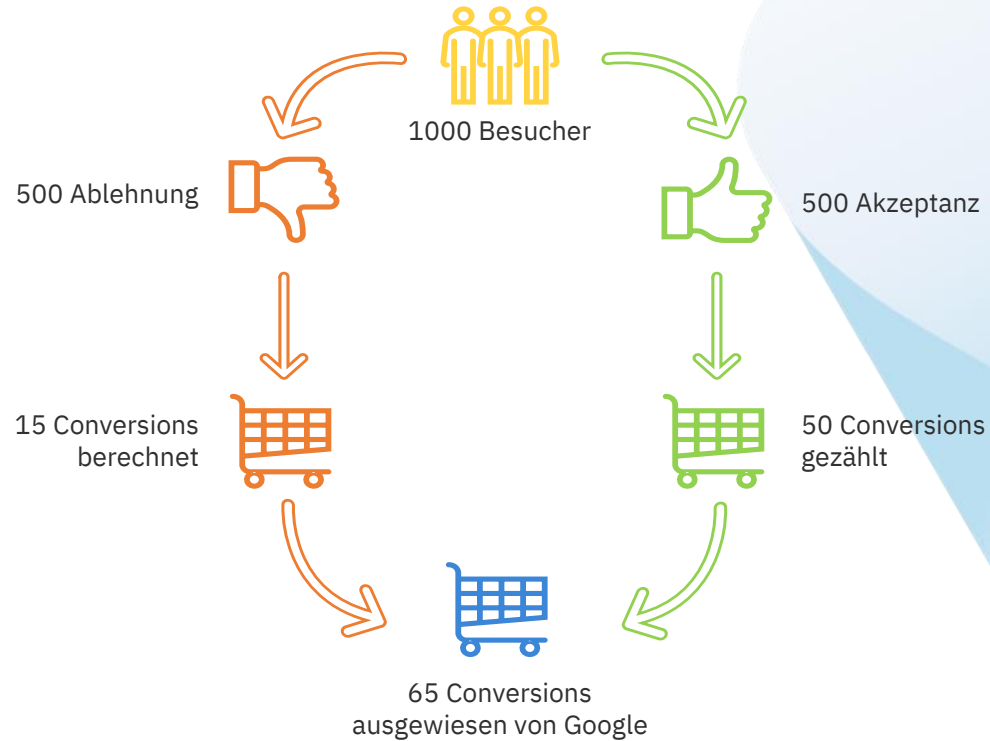 1000 Besucher
500 Ablehnung
500 Akzeptanz
15 Conversions
berechnet
50 Conversions
gezählt
65 Conversions
ausgewiesen von Google